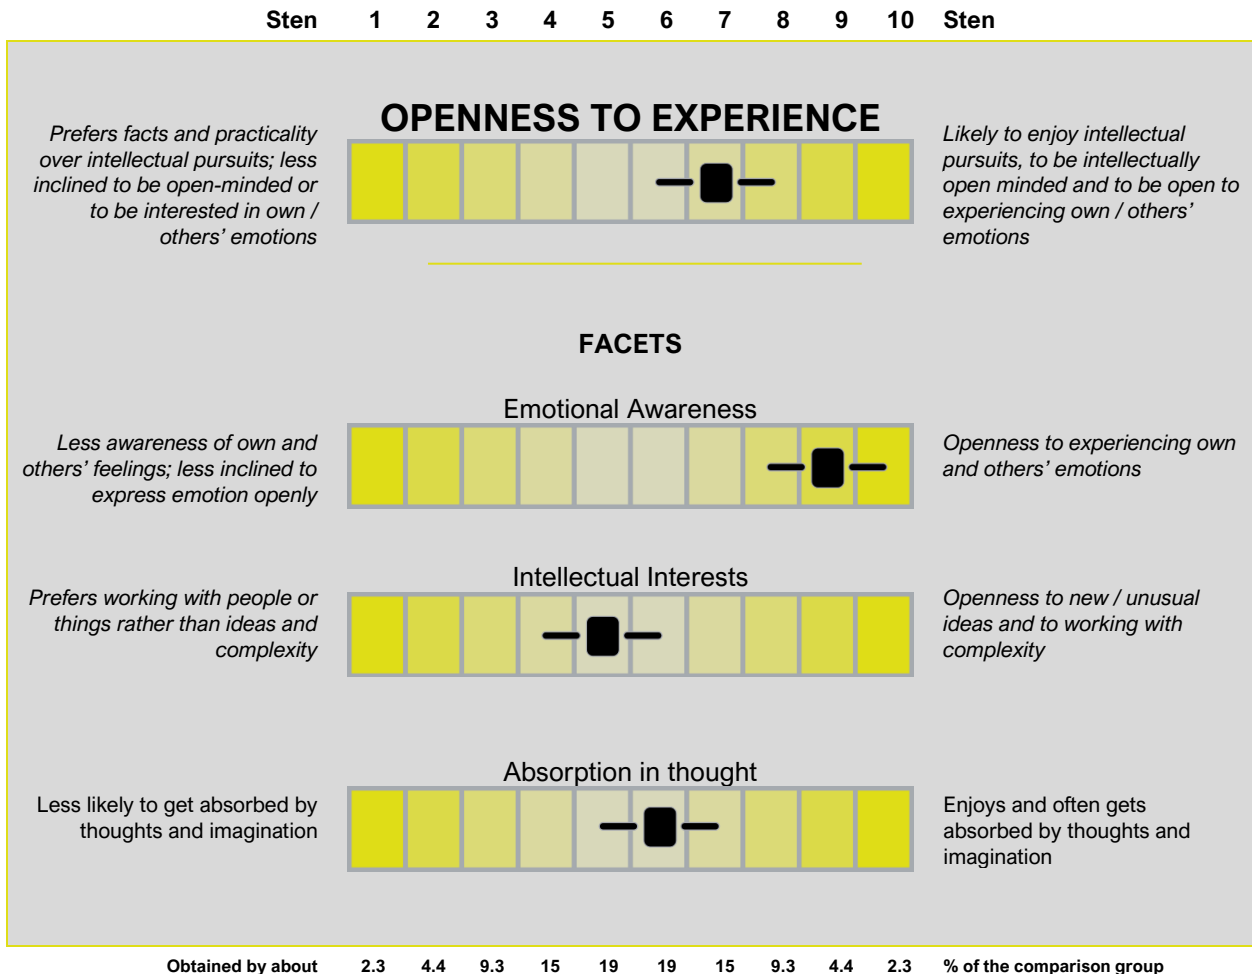 Sten 1 2 3 4 5 6 7 8 9 10 Sten
OPENNESS TO EXPERIENCE
Prefers facts and practicality
over intellectual pursuits; less
inclined to be open-minded or
to be interested in own /
others’ emotions
Likely to enjoy intellectual
pursuits, to be intellectually
open minded and to be open to
experiencing own / others’
emotions
FACETS
Emotional Awareness
Less awareness of own and
others’ feelings; less inclined to
express emotion openly
Openness to experiencing own
and others’ emotions
Intellectual Interests
Prefers working with people or
things rather than ideas and
complexity
Openness to new / unusual
ideas and to working with
complexity
Absorption in thought
Less likely to get absorbed by
thoughts and imagination
Enjoys and often gets
absorbed by thoughts and
imagination
Obtained by about 2.3 4.4 9.3 15 19 19 15 9.3 4.4 2.3 % of the comparison group